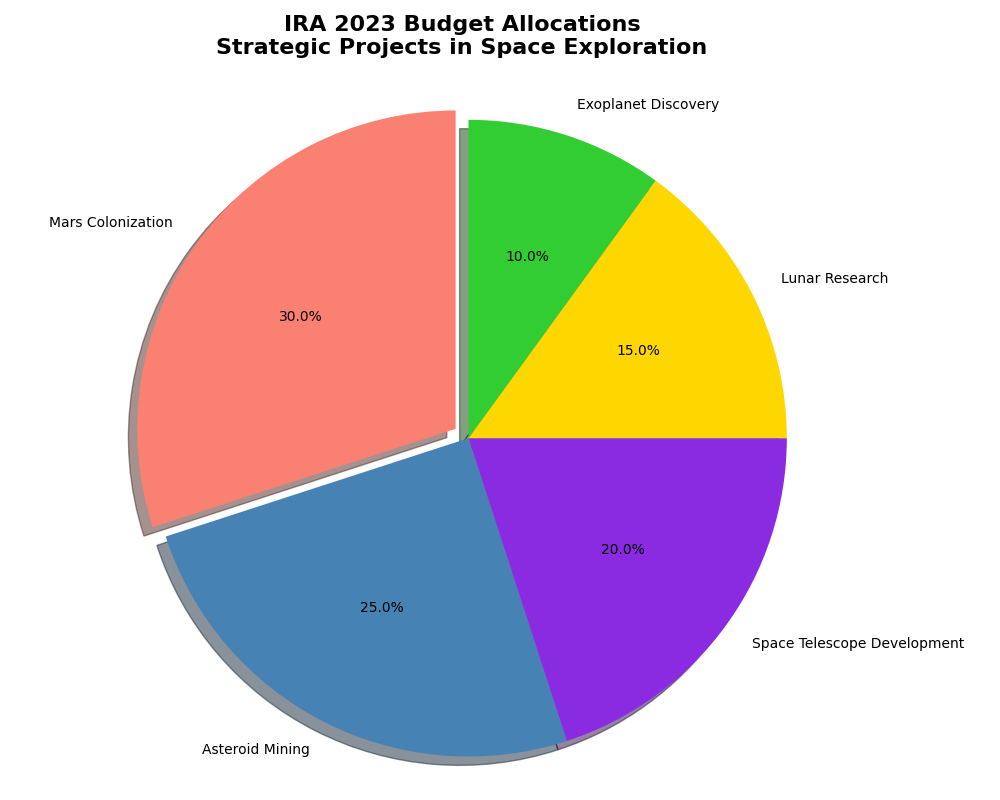 IRA 2023 Budget Allocations
Strategic Projects in Space Exploration
Exoplanet Discovery
Mars Colonization
10.0%
Lunar Research
30.0%
15.0%
20.0%
25.0%
Space Telescope Development
Asteroid Mining